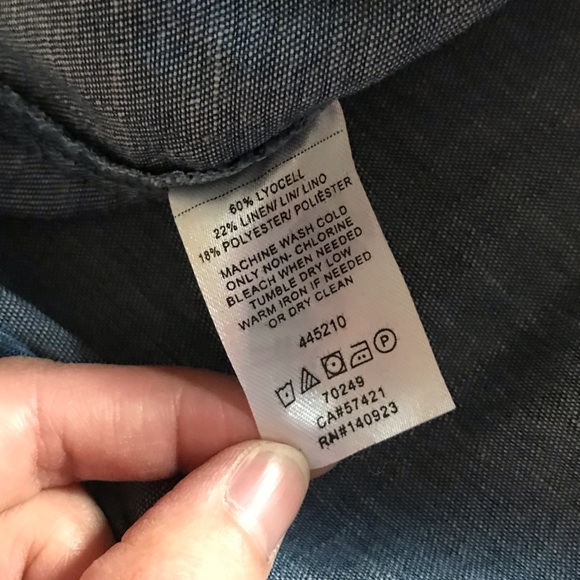 60% LYOCELL
22% LINEN/ LIN/ LINO
18% POLYESTER/ POLIÈSTER
MACHINE WASH COLD
ONLY NON- CHLORINE
BLEACH WHEN NEEDED
TUMBLE DRY LOW
WARM IRON IF NEEDED
OR DRY CLEAN
445210
P
70249
CA#57421
RN#140923